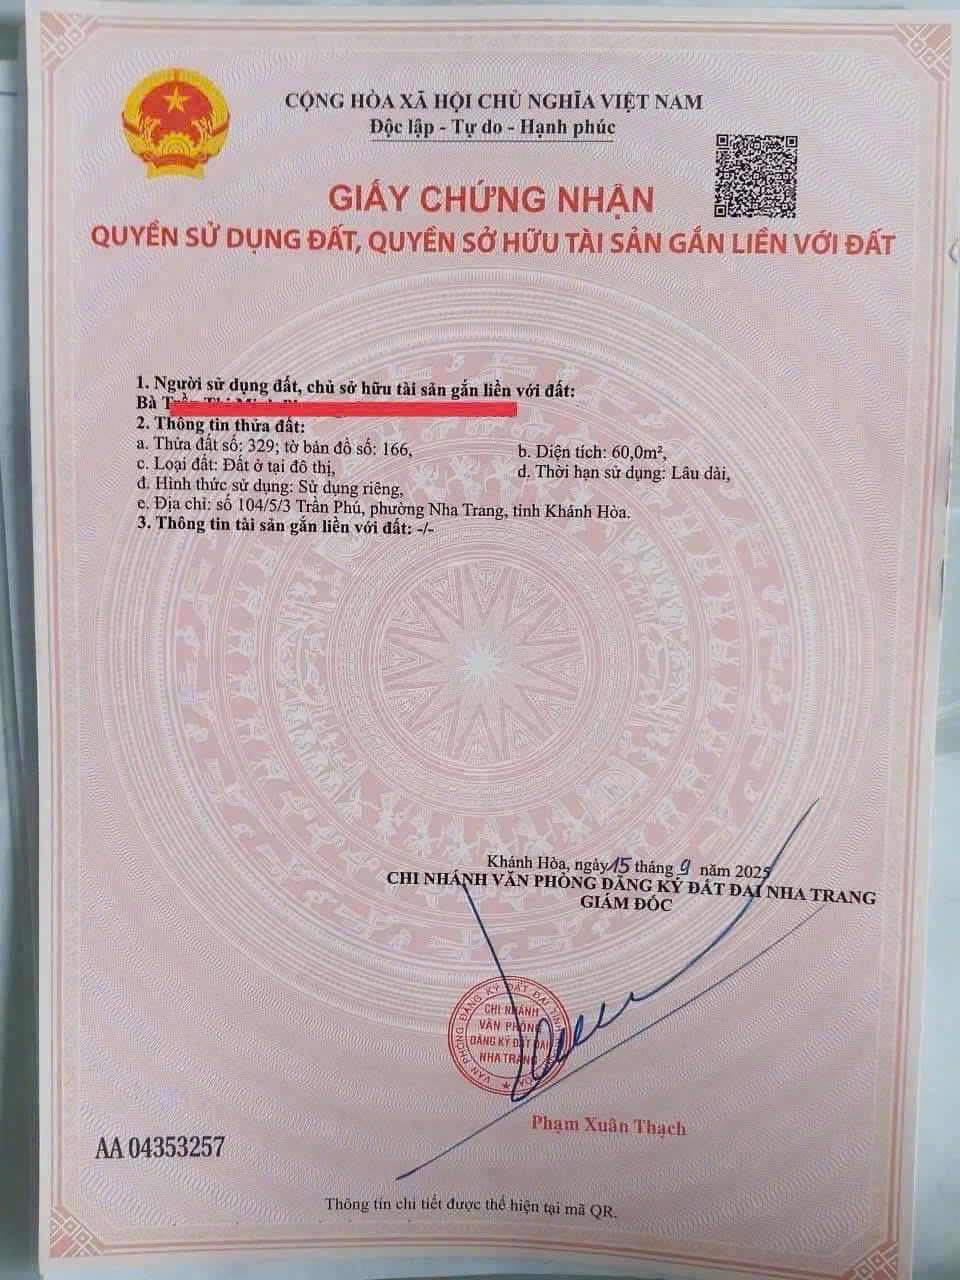 CỘNG HÒA XÃ HỘI CHỦ NGHĨA VIỆT NAM
Độc lập - Tự do - Hạnh phúc
GIẤY CHỨNG NHẬN
QUYỀN SỬ DỤNG ĐẤT, QUYỀN SỞ HỮU TÀI SẢN GẮN LIỀN VỚI ĐẤT
1. Người sử dụng đất, chủ sở hữu tài sản gắn liền với đất:
Bà
2. Thông tin thửa đất:
a. Thửa đất số: 329; tờ bản đồ số: 166,
b. Diện tích: 60,0m²,
c. Loại đất: Đất ở tại đô thị,
d. Thời hạn sử dụng: Lâu dài,
đ. Hình thức sử dụng: Sử dụng riêng,
e. Địa chỉ: số 104/5/3 Trần Phú, phường Nha Trang, tỉnh Khánh Hòa.
3. Thông tin tài sản gắn liền với đất: -/-
Khánh Hòa, ngày 15 tháng 9 năm 2025
CHI NHÁNH VĂN PHÒNG ĐĂNG KÝ ĐẤT ĐAI NHA TRANG
GIÁM ĐỐC
VĂN PHÒNG ĐĂNG KÝ ĐẤT ĐAI TỈNH
CHI NHÁNH
VĂN PHÒNG
ĐĂNG KÝ ĐẤT ĐAI
NHA TRANG
Phạm Xuân Thạch
AA 04353257
Thông tin chi tiết được thể hiện tại mã QR.